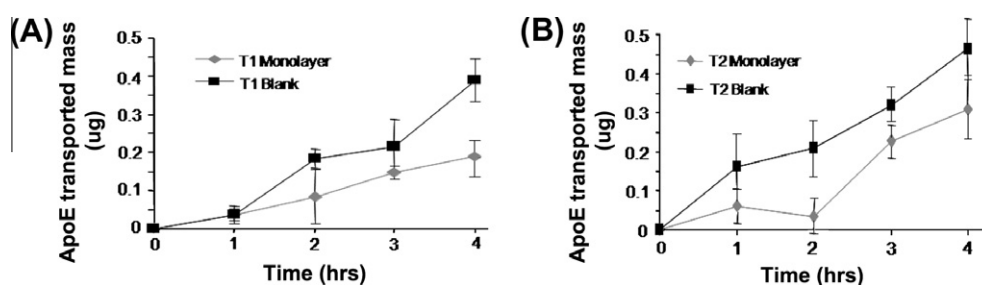 (A)
ApoE transported mass
(ug)
0.5
0.4
0.3
0.2
0.1
0
T1 Monolayer
T1 Blank
0 1 2 3 4
Time (hrs)
(B)
ApoE transported mass
(ug)
0.5
0.4
0.3
0.2
0.1
0
T2 Monolayer
T2 Blank
0 1 2 3 4
Time (hrs)